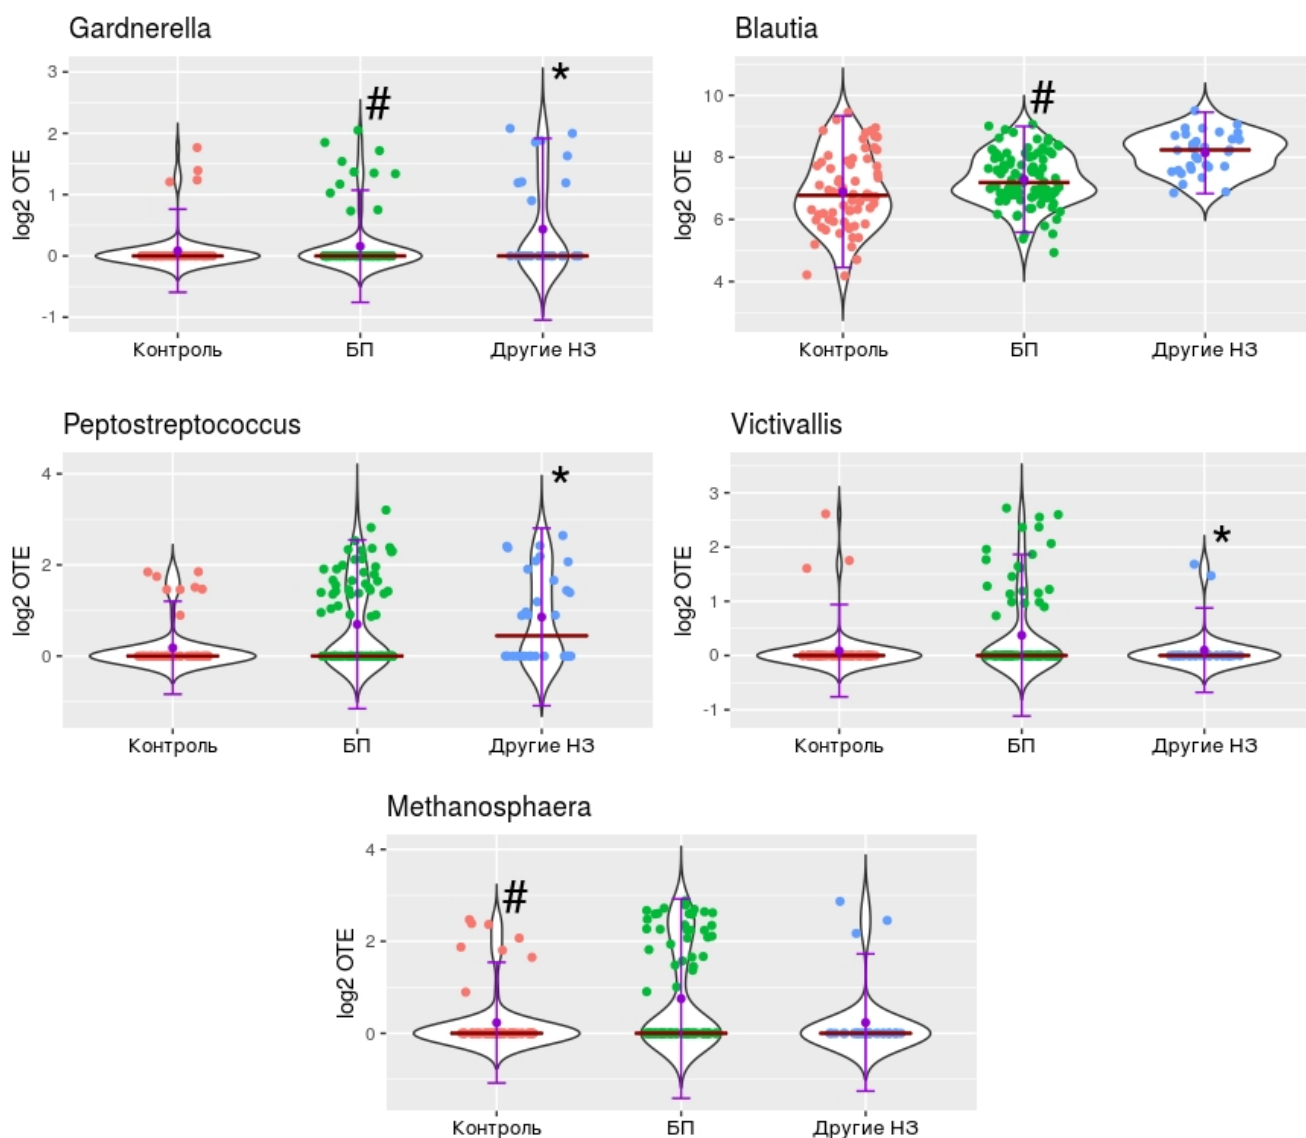 Gardnerella
log2 OTE
3
2
1
0
-1
#
*
Контроль БП Другие НЗ
Blautia
log2 OTE
10
8
6
4
#
Контроль БП Другие НЗ
Peptostreptococcus
log2 OTE
4
2
0
*
Контроль БП Другие НЗ
Victivallis
log2 OTE
3
2
1
0
-1
*
Контроль БП Другие НЗ
Methanosphaera
log2 OTE
4
2
0
#
Контроль БП Другие НЗ